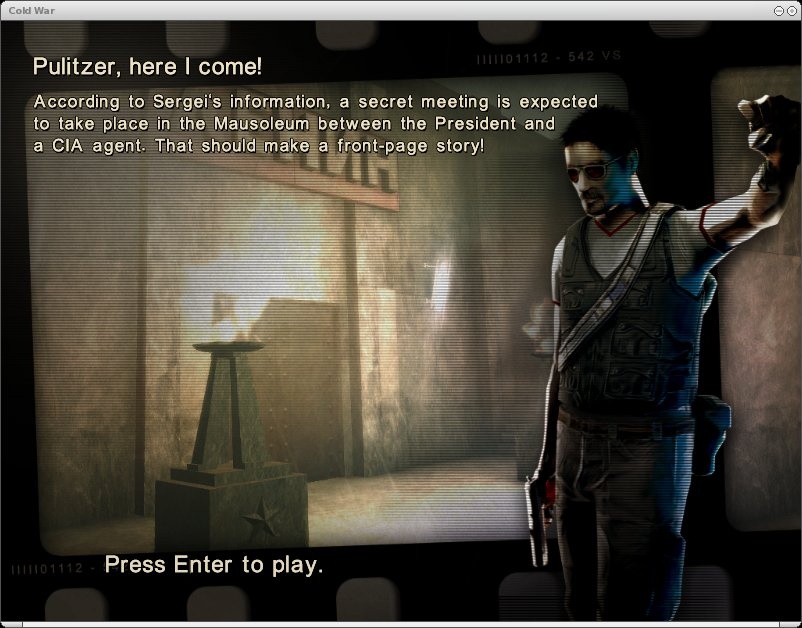 Cold War
IIIII01112 - 542 VS
Pulitzer, here I come!
According to Sergei's information, a secret meeting is expected
to take place in the Mausoleum between the President and
a CIA agent. That should make a front-page story!
IIIII01112 -
Press Enter to play.